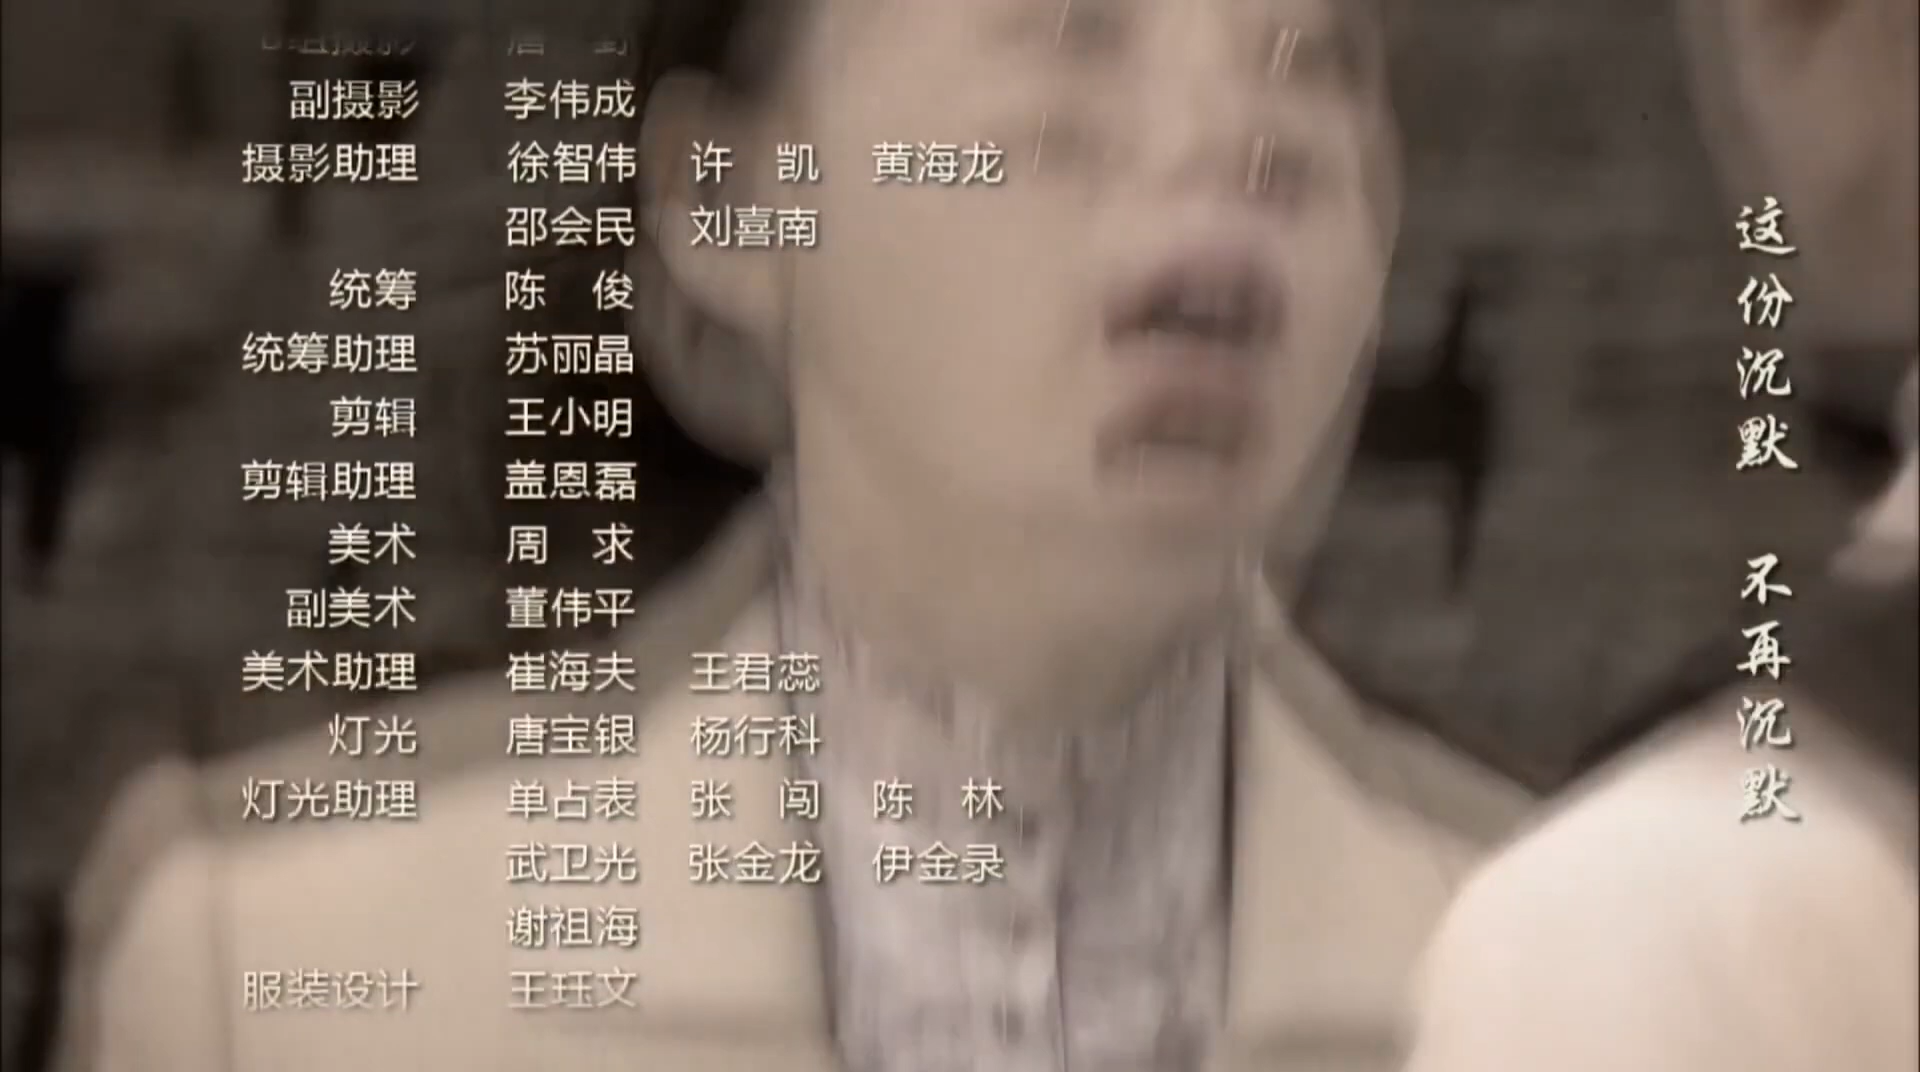 副摄影 李伟成
摄影助理 徐智伟 许 凯 黄海龙
邵会民 刘喜南
统筹 陈 俊
统筹助理 苏丽晶
剪辑 王小明
剪辑助理 盖恩磊
美术 周 求
副美术 董伟平
美术助理 崔海夫 王君蕊
灯光 唐宝银 杨行科
灯光助理 单占表 张 闯 陈 林
武卫光 张金龙 伊金录
谢祖海
服装设计 王珏文
这份沉默 不再沉默